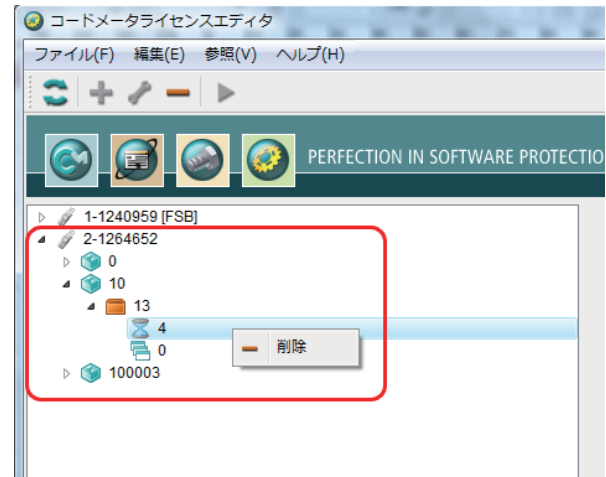 コードメータライセンスエディタ
ファイル(F) 編集(E) 参照(V) ヘルプ(H)
PERFECTION IN SOFTWARE PROTECTIO
1-1240959 [FSB]
2-1264652
0
10
13
4
0
削除
100003